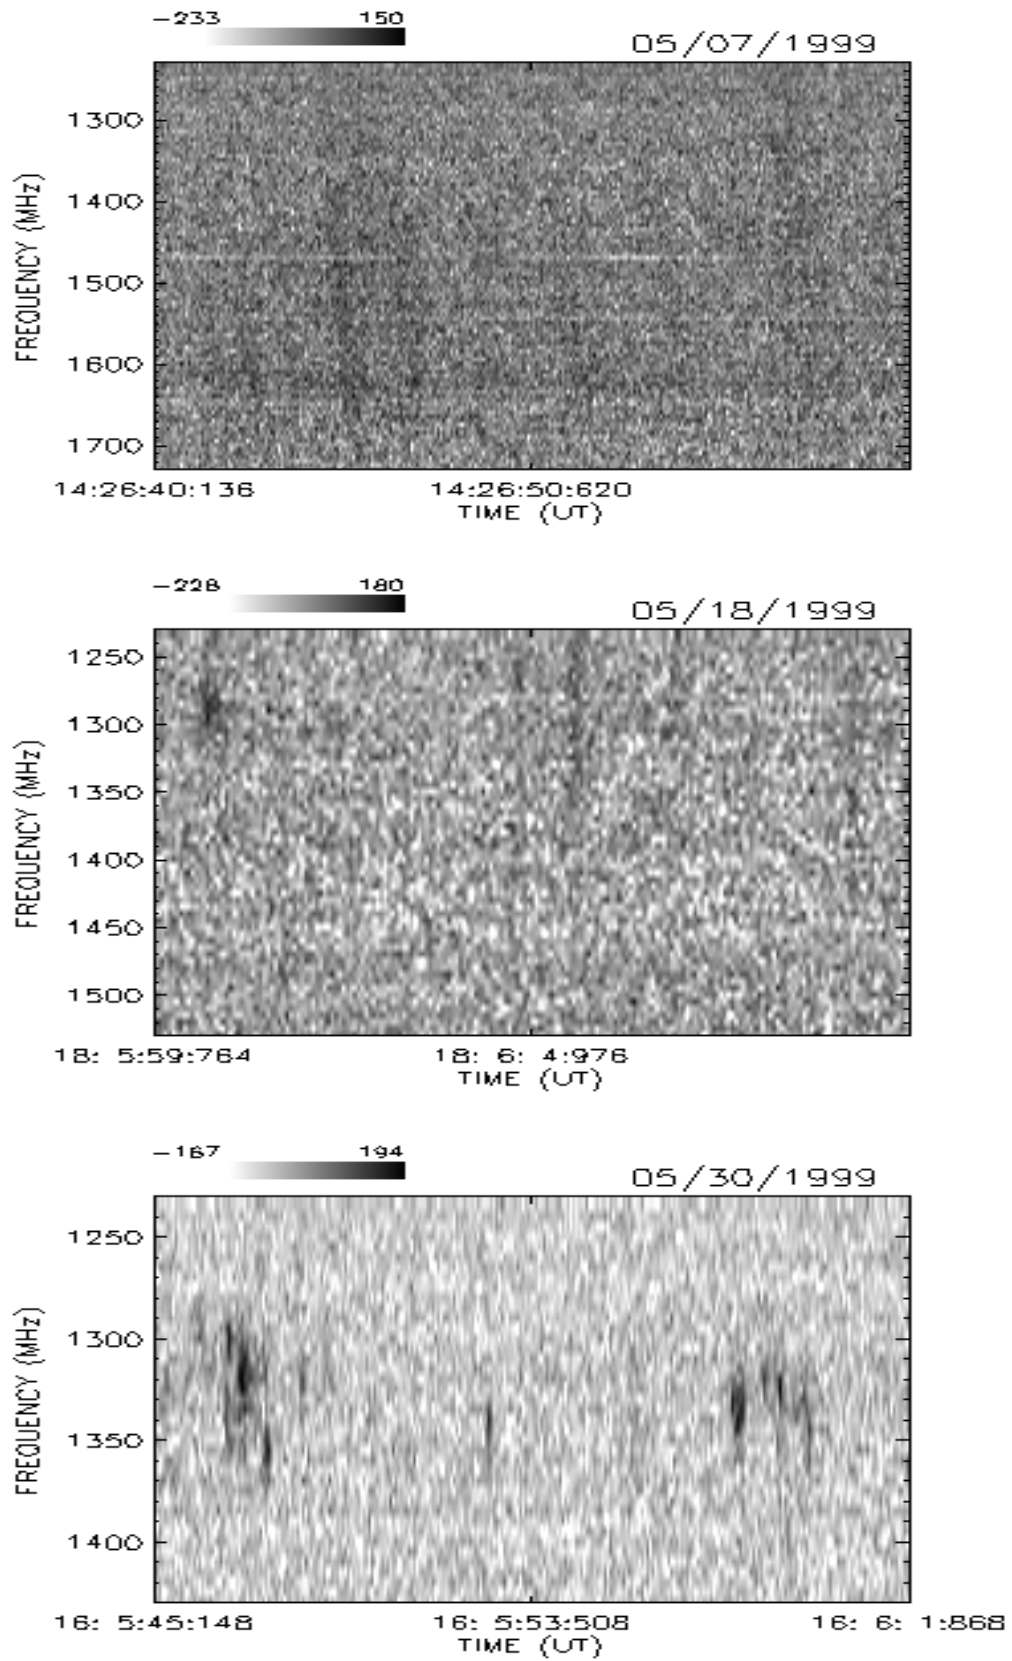 -233 150
05/07/1999
FREQUENCY (MHz)
1300
1400
1500
1600
1700
14:26:40:136 14:26:50:620
TIME (UT)
-228 180
05/18/1999
FREQUENCY (MHz)
1250
1300
1350
1400
1450
1500
18: 5:59:764 18: 6: 4:976
TIME (UT)
-167 194
05/30/1999
FREQUENCY (MHz)
1250
1300
1350
1400
16: 5:45:148 16: 5:53:508 16: 6: 1:868
TIME (UT)